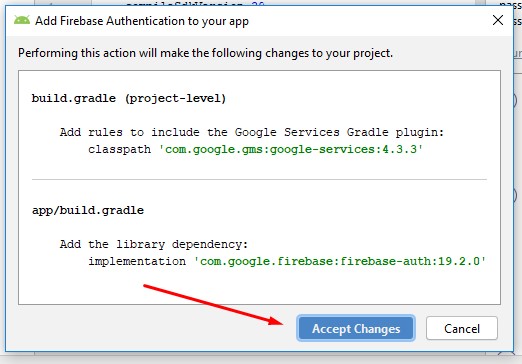 Add Firebase Authentication to your app
Performing this action will make the following changes to your project.
build.gradle (project-level)
Add rules to include the Google Services Gradle plugin:
classpath 'com.google.gms:google-services:4.3.3'
app/build.gradle
Add the library dependency:
implementation 'com.google.firebase:firebase-auth:19.2.0'
Accept Changes
Cancel